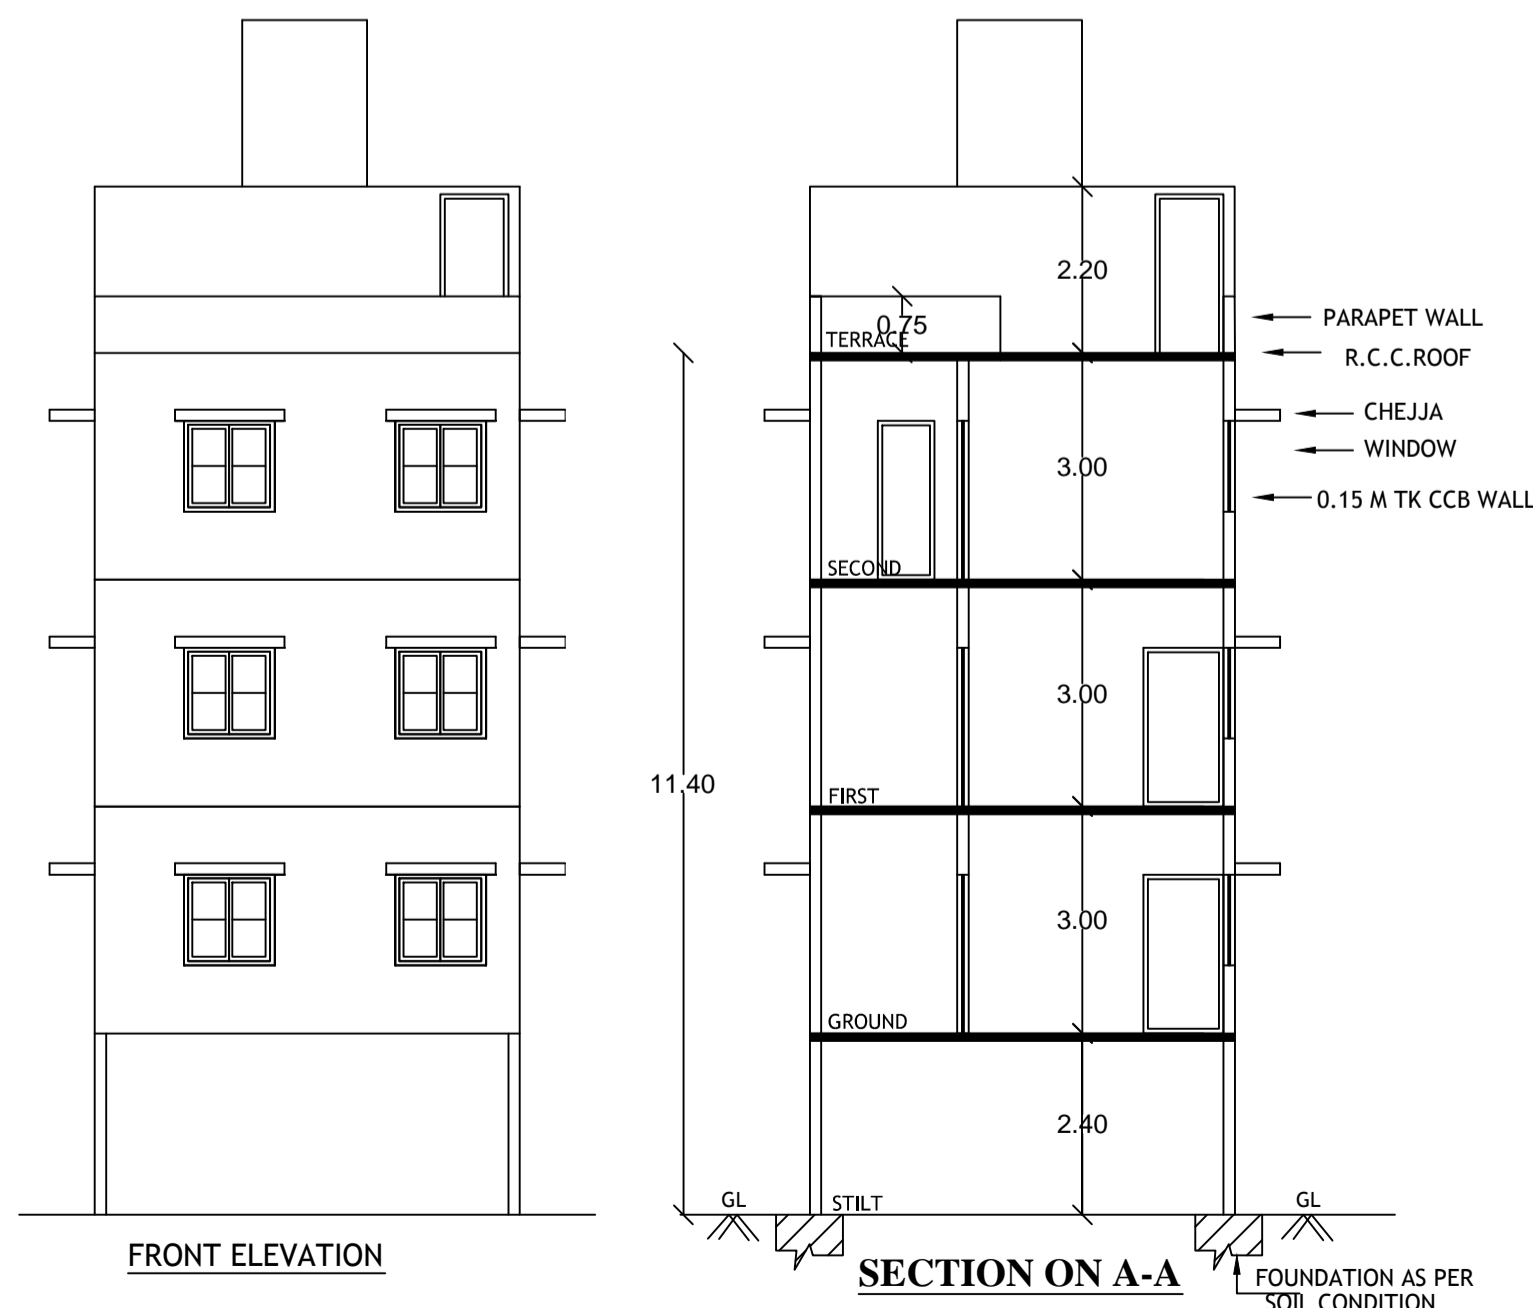 2.20
0.75
TERRACE
PARAPET WALL
R.C.C.ROOF
CHEJJA
WINDOW
0.15 M TK CCB WALL
3.00
SECOND
3.00
11.40
FIRST
3.00
GROUND
2.40
GL
STILT
GL
FRONT ELEVATION
SECTION ON A-A
FOUNDATION AS PER
SOIL CONDITION